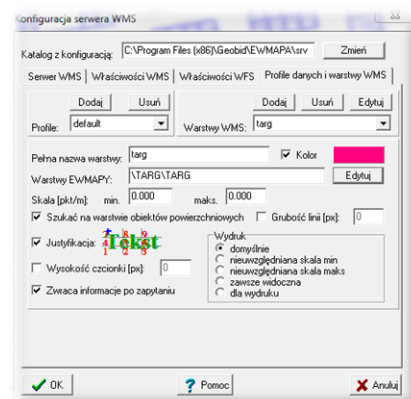 Konfiguracja serwera WMS
Katalog z konfiguracją: C:\Program Files (x86)\Geobid\EWMAPA\srv Zmień
Serwer WMS Właściwości WMS Właściwości WFS Profile danych i warstwy WMS
Dodaj Usuń Dodaj Usuń Edytuj
Profile: default Warstwy WMS: targ
Pełna nazwa warstwy: targ Kolor
Warstwy EWMAPY: \TARG\TARG Edytuj
Skala [pkt/m]: min. 0.000 maks. 0.000
Szukać na warstwie obiektów powierzchniowych Grubość linii [px]: 0
Justyfikacja: Tekst
Wysokość czcionki [px]: 0
Zwraca informacje po zapytaniu
Wydruk
domyślnie
nieuwzględniana skala min
nieuwzględniana skala maks
zawsze widoczna
dla wydruku
OK Pomoc Anuluj